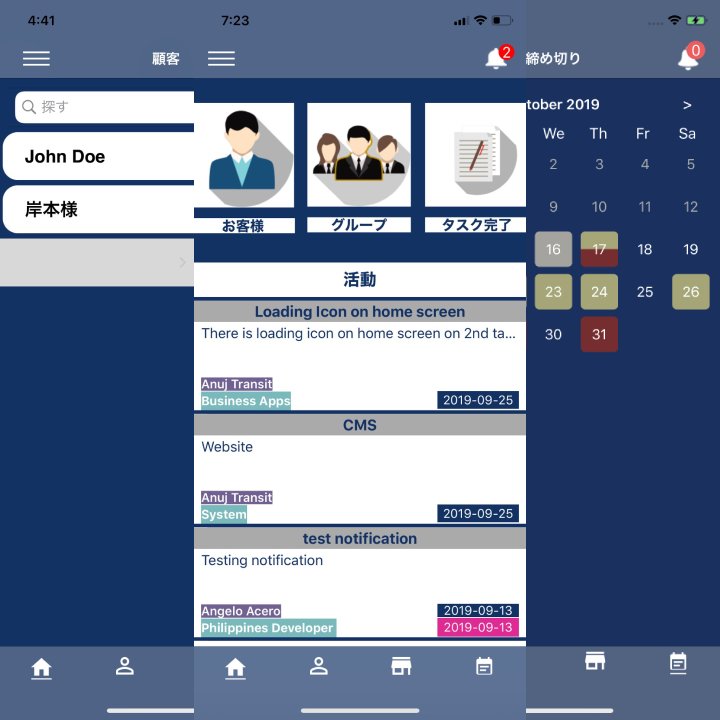 4:41
顧客
探す
John Doe
岸本様
7:23
2
お客様
グループ
タスク完了
活動
Loading Icon on home screen
There is loading icon on home screen on 2nd ta...
Anuj Transit
Business Apps
2019-09-25
CMS
Website
Anuj Transit
System
2019-09-25
test notification
Testing notification
Angelo Acero
2019-09-13
Philippines Developer
2019-09-13
締め切り
0
tober 2019 >
We Th Fr Sa
2 3 4 5
9 10 11 12
16 17 18 19
23 24 25 26
30 31